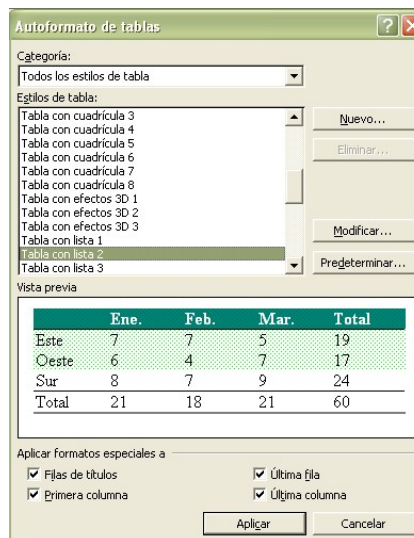 Autoformato de tablas
Categoría:
Todos los estilos de tabla
Estilos de tabla:
Tabla con cuadrícula 3
Tabla con cuadrícula 4
Tabla con cuadrícula 5
Tabla con cuadrícula 6
Tabla con cuadrícula 7
Tabla con cuadrícula 8
Tabla con efectos 3D 1
Tabla con efectos 3D 2
Tabla con efectos 3D 3
Tabla con lista 1
Tabla con lista 2
Tabla con lista 3
Nuevo...
Eliminar...
Modificar...
Predeterminar...
Vista previa
Ene. Feb. Mar. Total
Este 7 7 5 19
Oeste 6 4 7 17
Sur 8 7 9 24
Total 21 18 21 60
Aplicar formatos especiales a
Filas de títulos
Última fila
Primera columna
Última columna
Aplicar
Cancelar